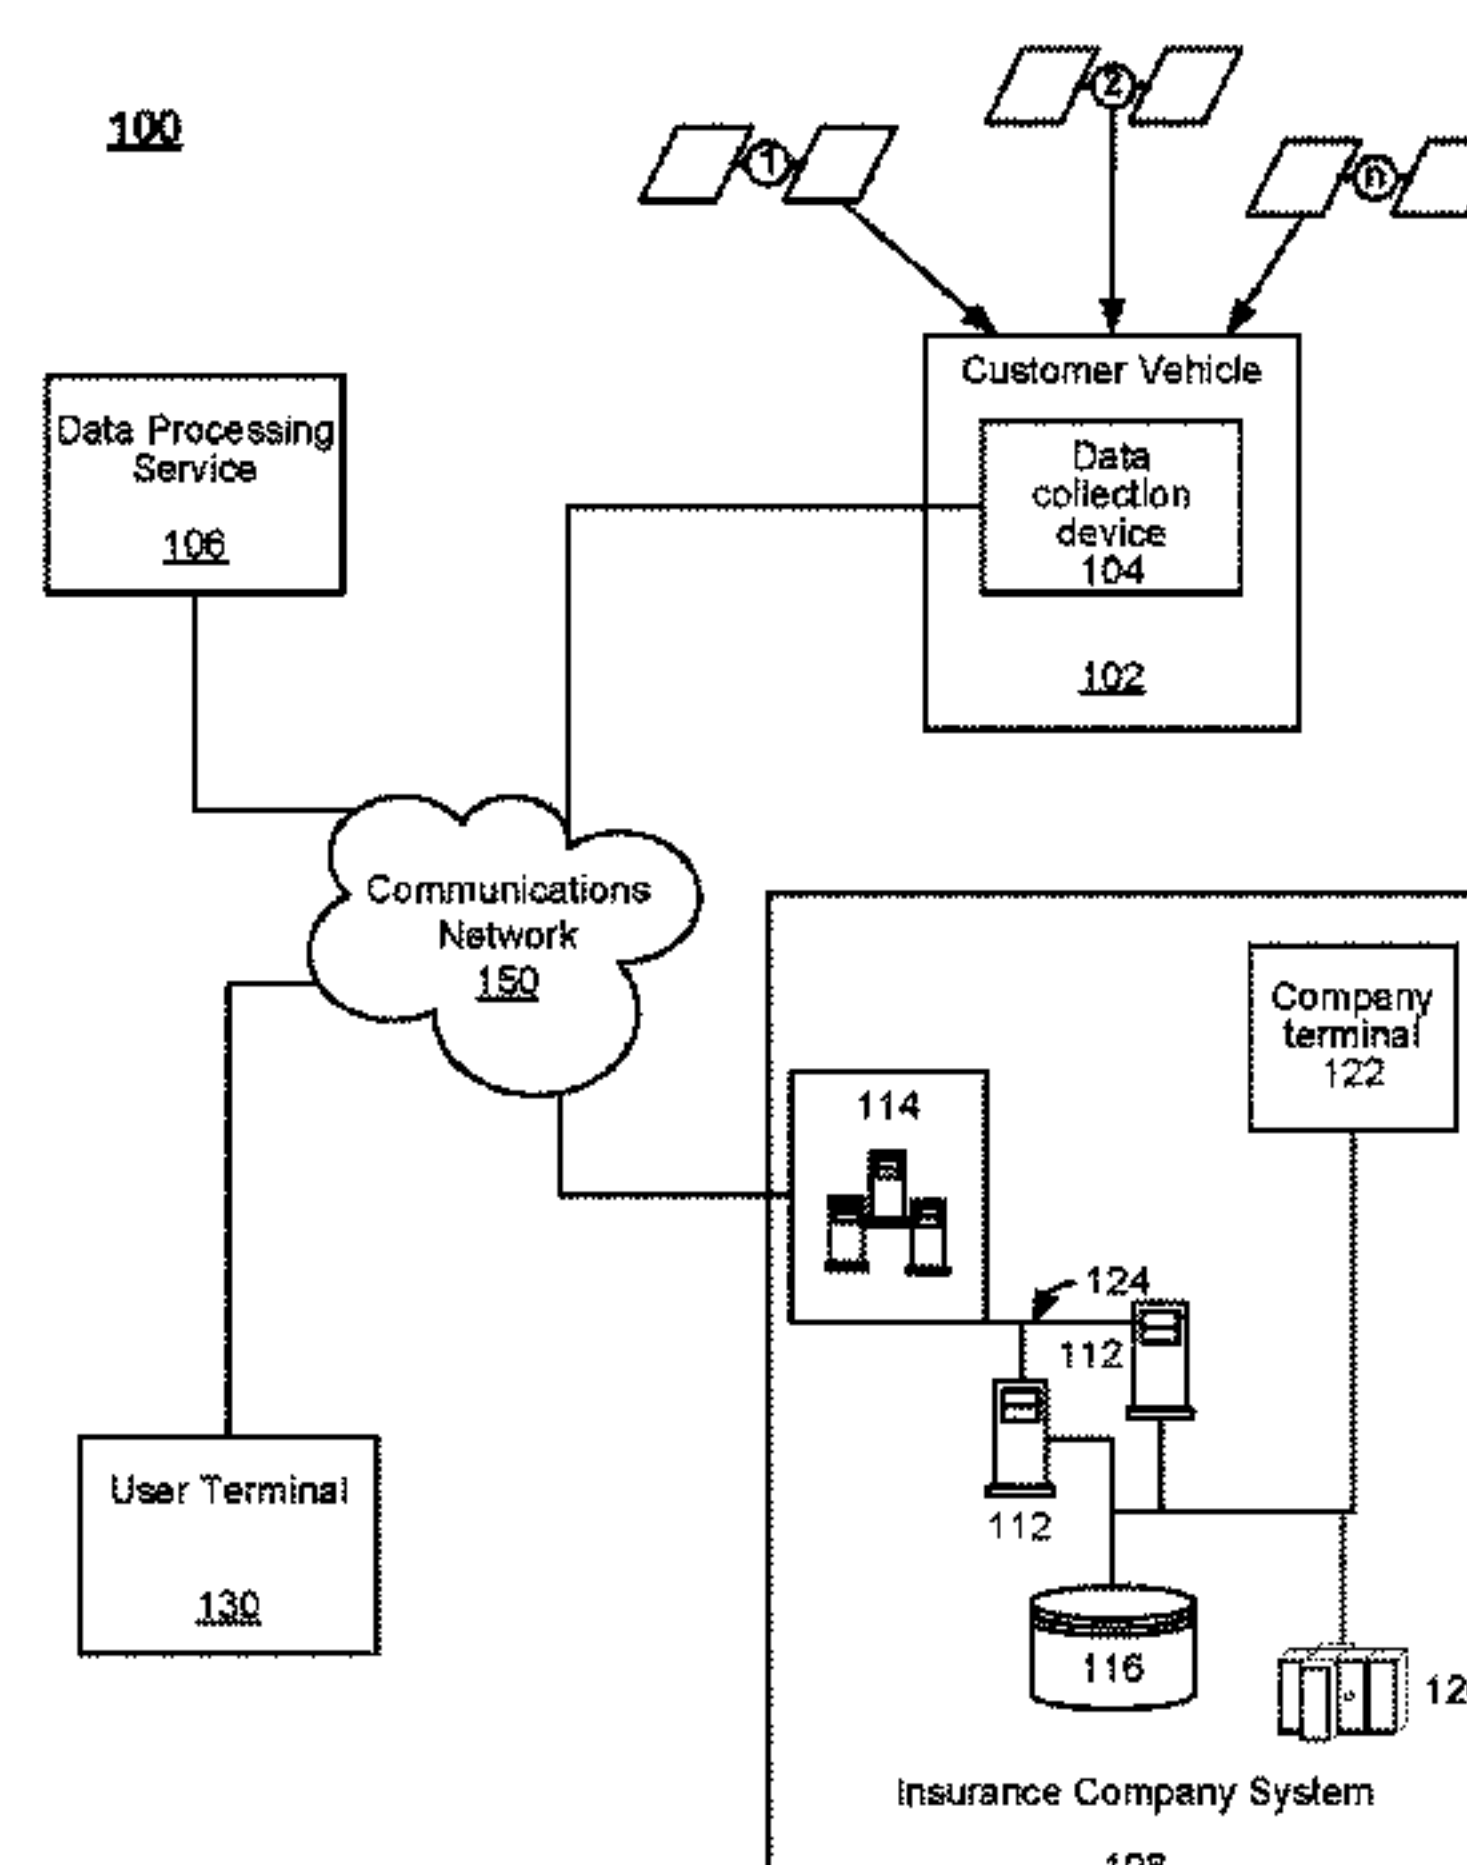 100
1
2
n
Customer Vehicle
Data
collection
device
104
102
Data Processing
Service
106
Communications
Network
150
Company
terminal
122
114
124
112
112
User Terminal
130
116
Insurance Company System